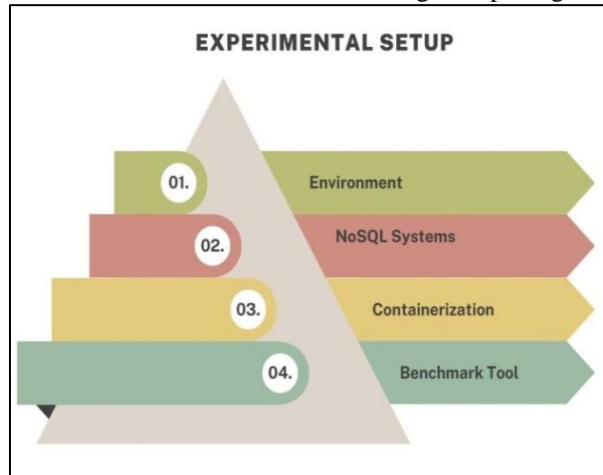 EXPERIMENTAL SETUP
01.
Environment
02.
NoSQL Systems
03.
Containerization
04.
Benchmark Tool